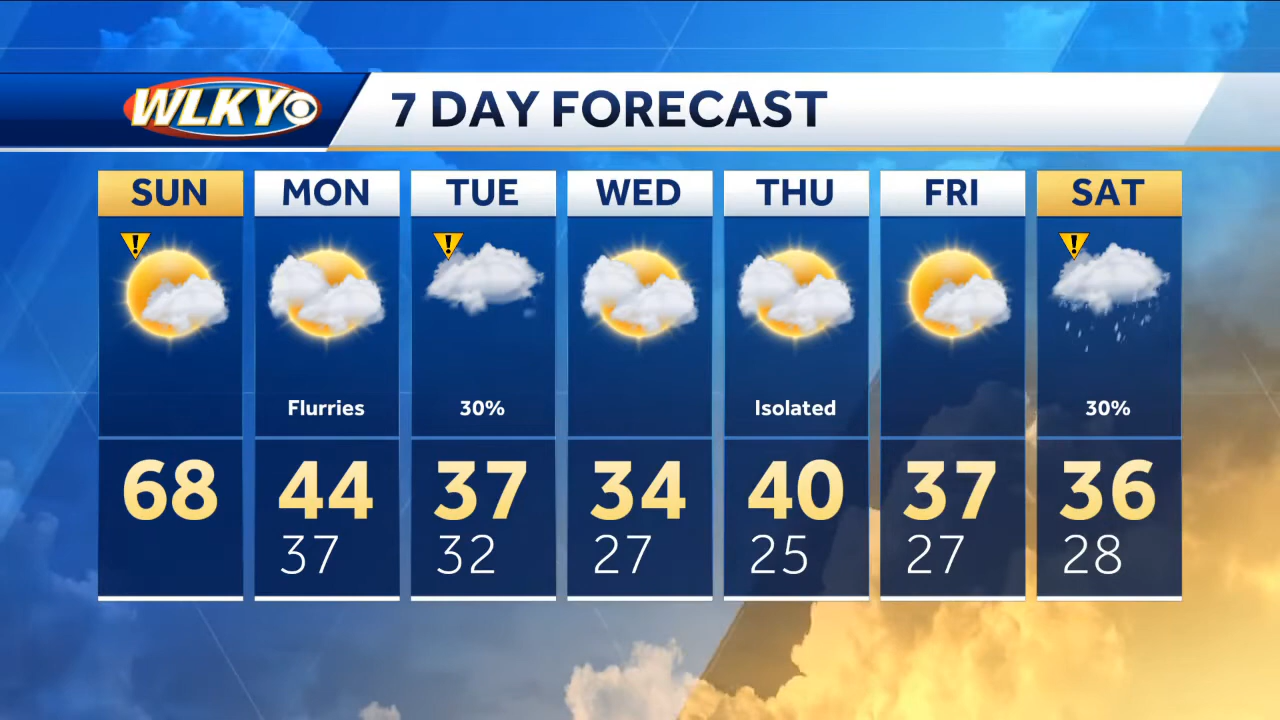 WLKY
7 DAY FORECAST
SUN MON TUE WED THU FRI SAT
! ! !
Flurries 30% Isolated 30%
68 44 37 34 40 37 36
37 32 27 25 27 28